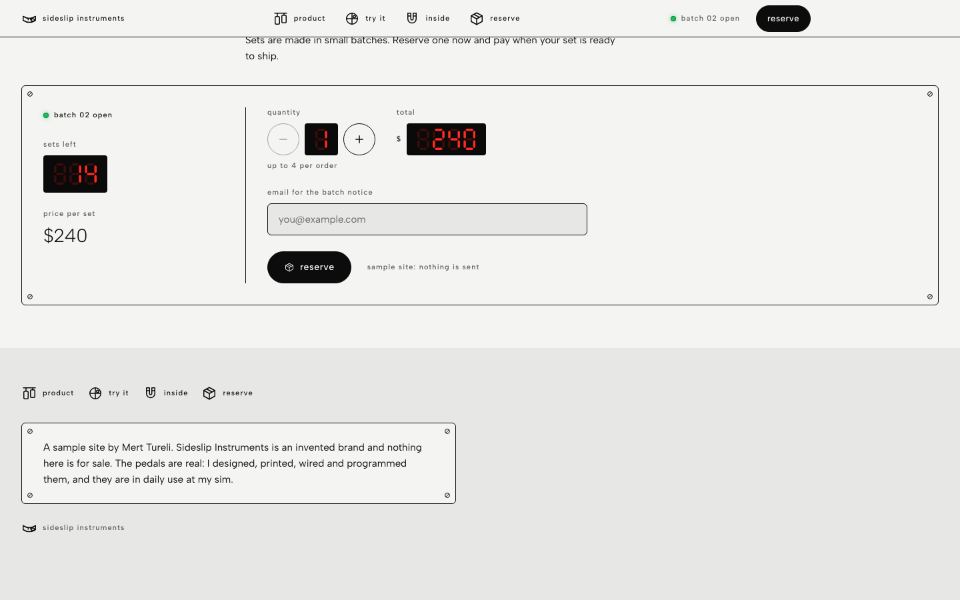 sideslip instruments
product
try it
inside
reserve
batch 02 open
reserve
Sets are made in small batches. Reserve one now and pay when your set is ready
to ship.
batch 02 open
sets left
14
price per set
$240
quantity
− 1 +
up to 4 per order
total
$ 240
email for the batch notice
you@example.com
reserve
sample site: nothing is sent
product
try it
inside
reserve
A sample site by Mert Tureli. Sideslip Instruments is an invented brand and nothing
here is for sale. The pedals are real: I designed, printed, wired and programmed
them, and they are in daily use at my sim.
sideslip instruments